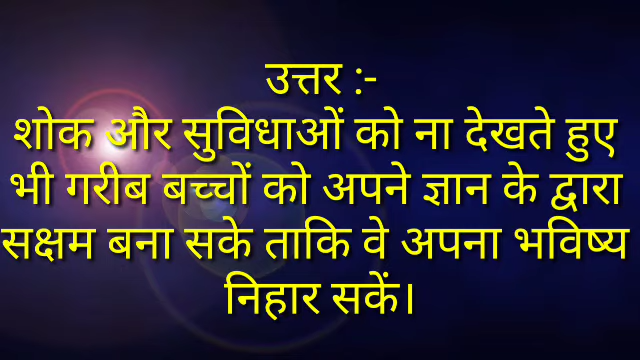 उत्तर :-
शोक और सुविधाओं को ना देखते हुए
भी गरीब बच्चों को अपने ज्ञान के द्वारा
सक्षम बना सके ताकि वे अपना भविष्य
निहार सकें।